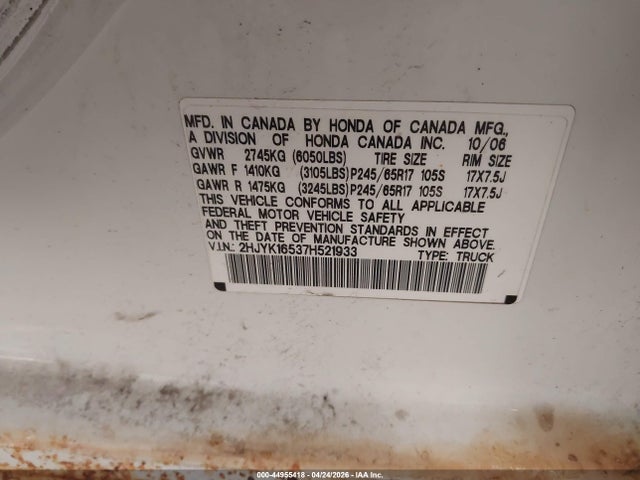 MFD. IN CANADA BY HONDA OF CANADA MFG.,
A DIVISION OF HONDA CANADA INC. 10/06
GVWR 2745KG (6050LBS) TIRE SIZE RIM SIZE
GAWR F 1410KG (3105LBS) P245/65R17 105S 17X7.5J
GAWR R 1475KG (3245LBS) P245/65R17 105S 17X7.5J
THIS VEHICLE CONFORMS TO ALL APPLICABLE
FEDERAL MOTOR VEHICLE SAFETY
AND THEFT PREVENTION STANDARDS IN EFFECT
ON THE DATE OF MANUFACTURE SHOWN ABOVE.
V.I.N.: 2HJYK16537H521933 TYPE: TRUCK
000-44955418 - 04/24/2026 - IAA Inc.